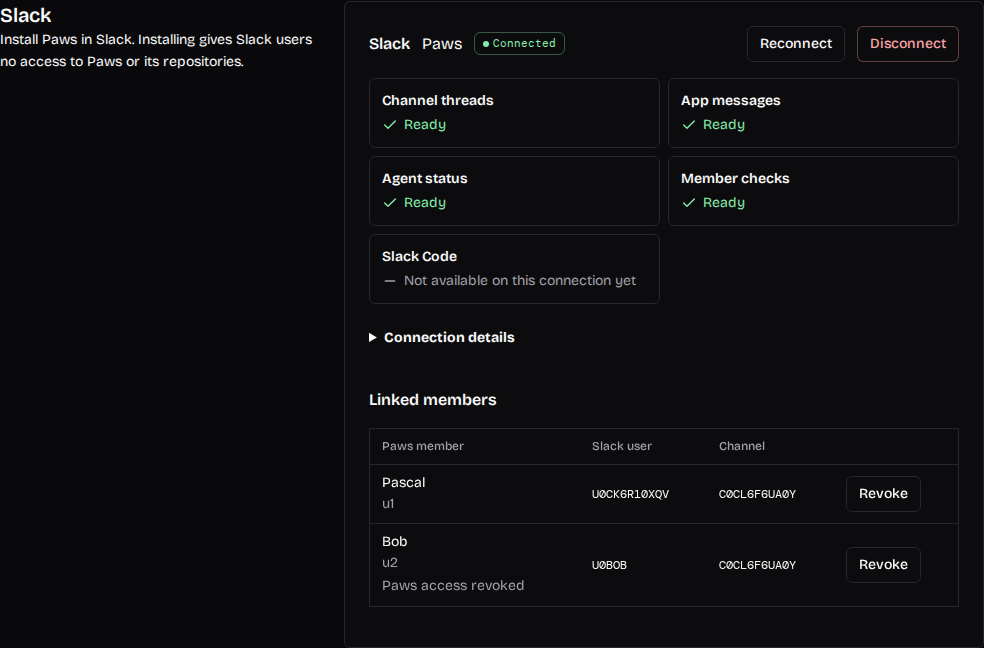 Slack
Install Paws in Slack. Installing gives Slack users
no access to Paws or its repositories.
Slack Paws Connected Reconnect Disconnect
Channel threads
Ready
App messages
Ready
Agent status
Ready
Member checks
Ready
Slack Code
— Not available on this connection yet
Connection details
Linked members
Paws member Slack user Channel
Pascal
u1
U0CK6R10XQV C0CL6F6UA0Y Revoke
Bob
u2
Paws access revoked
U0BOB C0CL6F6UA0Y Revoke